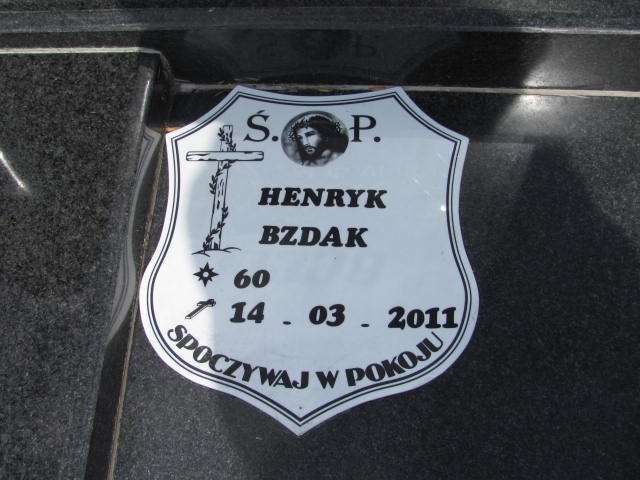 Ś. P.
HENRYK
BZDAK
60
14 . 03 . 2011
SPOCZYWAJ W POKOJU